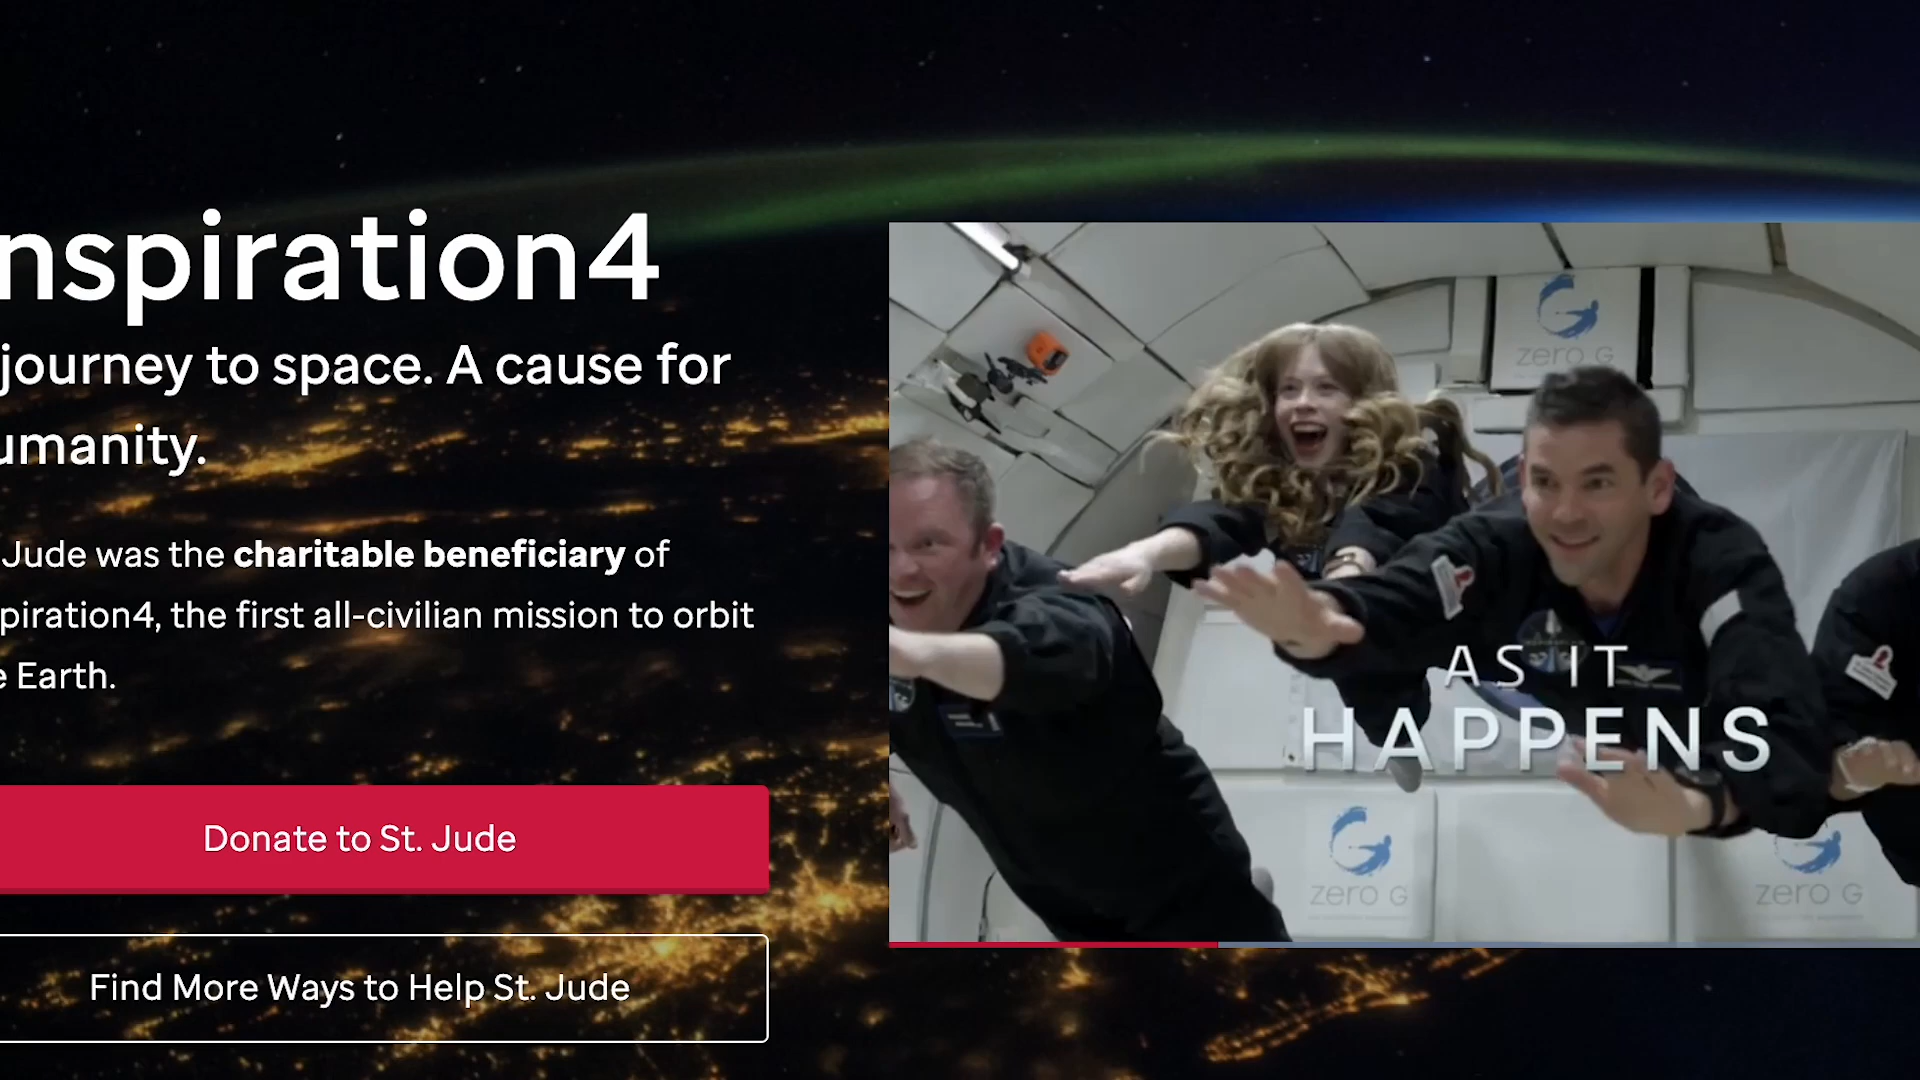 nspiration4
journey to space. A cause for
umanity.
Jude was the charitable beneficiary of
spiration4, the first all-civilian mission to orbit
e Earth.
Donate to St. Jude
Find More Ways to Help St. Jude
zero G
AS IT
HAPPENS
zero G
zero G